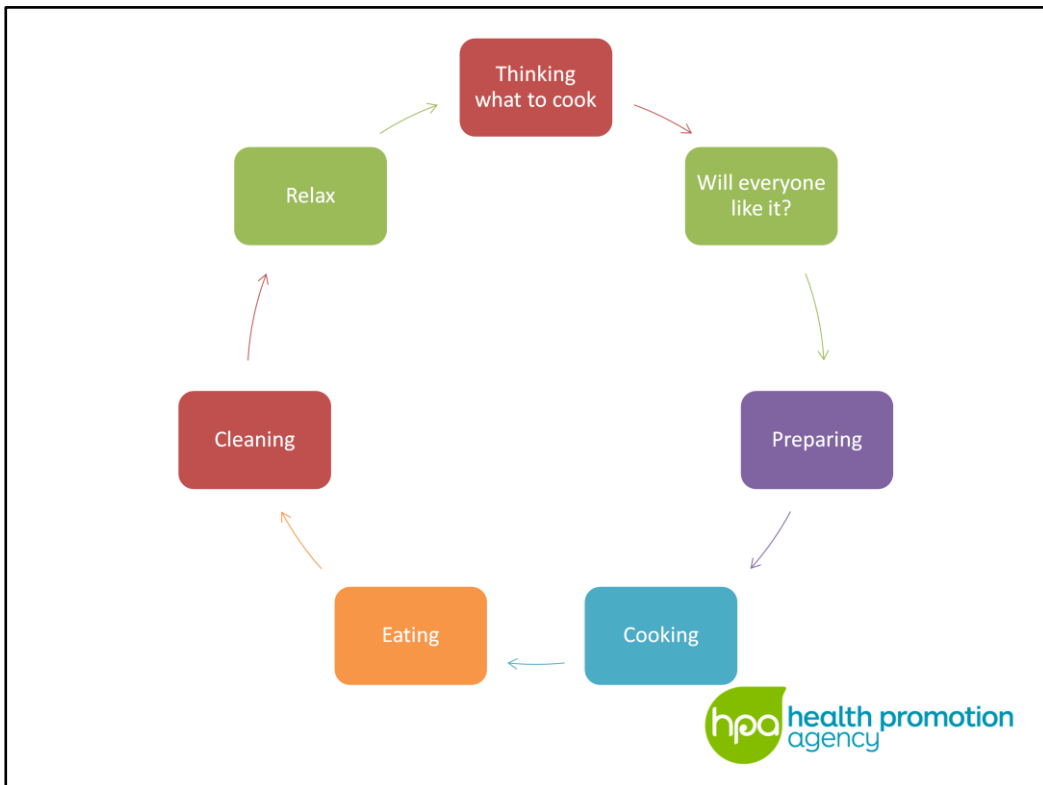 Thinking
what to cook
Will everyone
like it?
Preparing
Cooking
Eating
Cleaning
Relax
hpa health promotion
agency